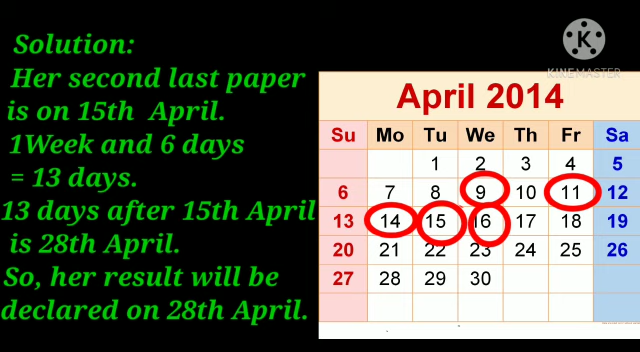 Solution:
Her second last paper
is on 15th April.
1Week and 6 days
= 13 days.
13 days after 15th April
is 28th April.
So, her result will be
declared on 28th April.
K
KINEMASTER
April 2014
Su Mo Tu We Th Fr Sa
1 2 3 4 5
6 7 8 9 10 11 12
13 14 15 16 17 18 19
20 21 22 23 24 25 26
27 28 29 30